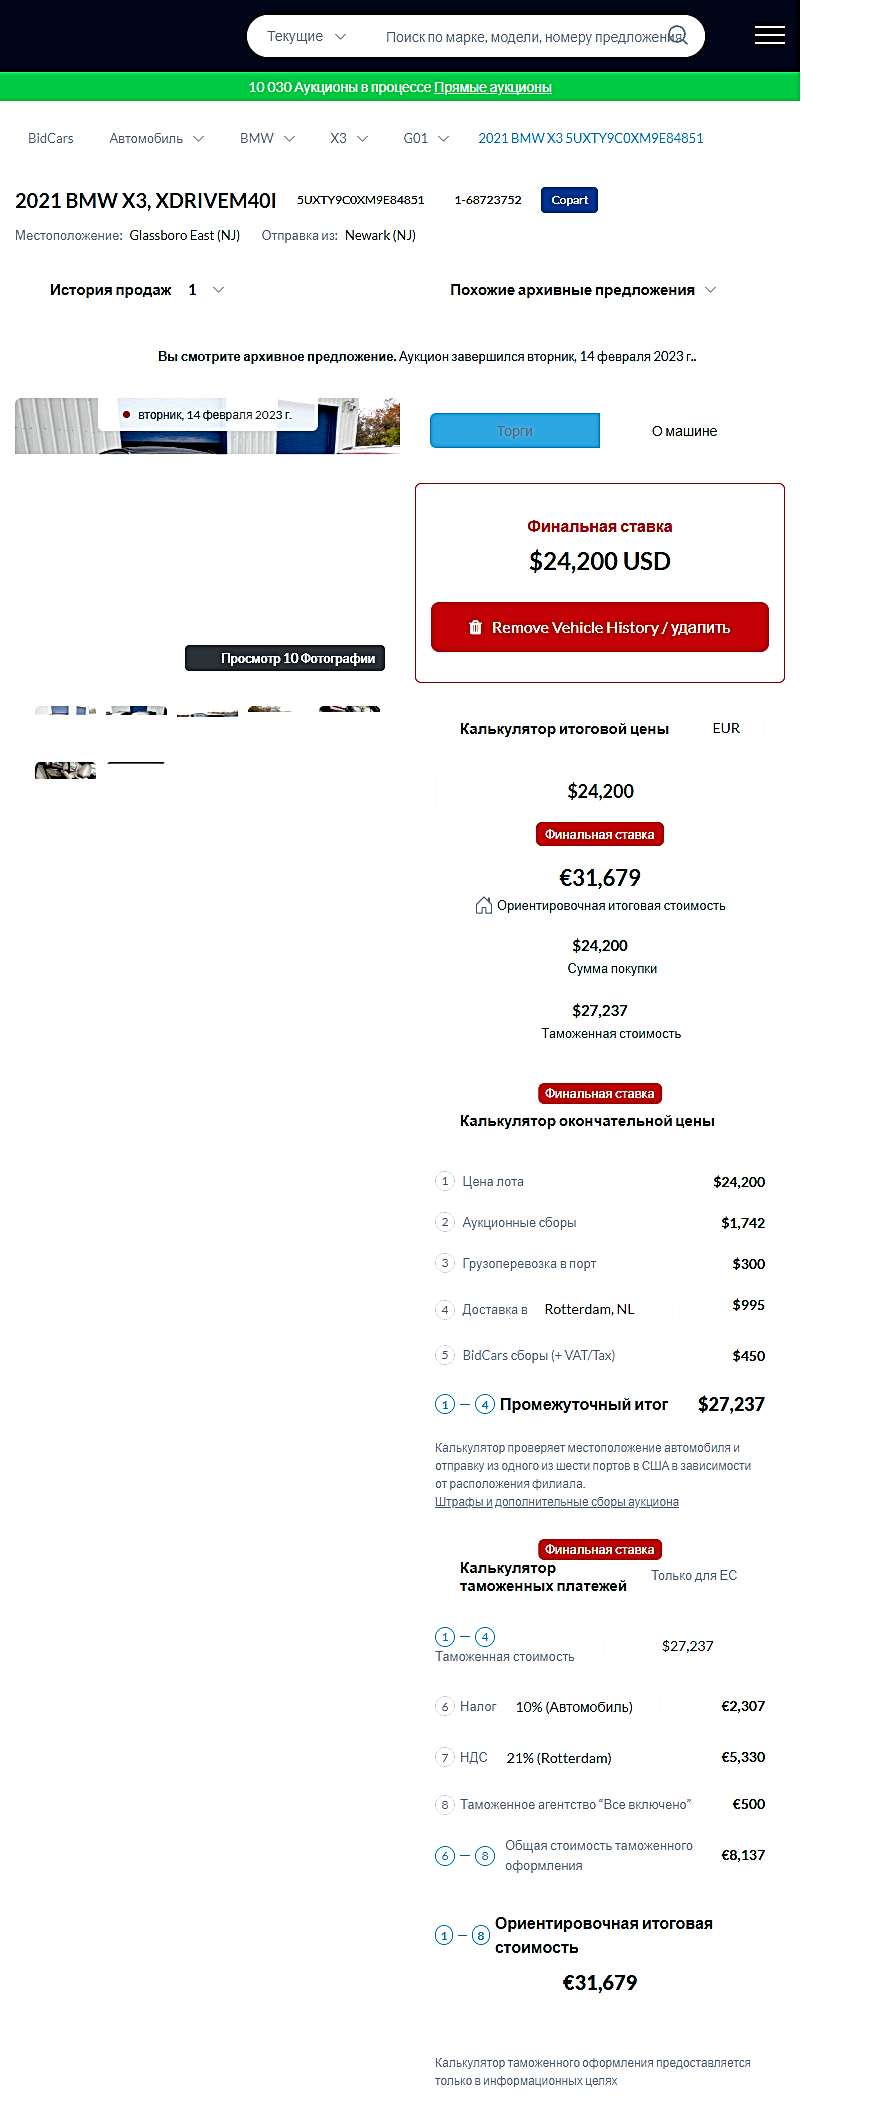 Текущие
Поиск по марке, модели, номеру предложения
10 030 Аукционы в процессе Прямые аукционы
BidCars Автомобиль BMW X3 G01 2021 BMW X3 5UXTY9C0XM9E84851
2021 BMW X3, XDRIVEM40I 5UXTY9C0XM9E84851 1-68723752 Copart
Местоположение: Glassboro East (NJ) Отправка из: Newark (NJ)
История продаж 1
Похожие архивные предложения
Вы смотрите архивное предложение. Аукцион завершился вторник, 14 февраля 2023 г..
вторник, 14 февраля 2023 г.
Просмотр 10 Фотографии
Торги О машине
Финальная ставка
$24,200 USD
Remove Vehicle History / удалить
Калькулятор итоговой цены EUR
$24,200
Финальная ставка
€31,679
Ориентировочная итоговая стоимость
$24,200
Сумма покупки
$27,237
Таможенная стоимость
Финальная ставка
Калькулятор окончательной цены
1 Цена лота $24,200
2 Аукционные сборы $1,742
3 Грузоперевозка в порт $300
4 Доставка в Rotterdam, NL $995
5 BidCars сборы (+ VAT/Tax) $450
1 – 4 Промежуточный итог $27,237
Калькулятор проверяет местоположение автомобиля и
отправку из одного из шести портов в США в зависимости
от расположения филиала.
Штрафы и дополнительные сборы аукциона
Финальная ставка
Калькулятор
таможенных платежей
Только для ЕС
1 – 4
Таможенная стоимость
$27,237
6 Налог 10% (Автомобиль) €2,307
7 НДС 21% (Rotterdam) €5,330
8 Таможенное агентство “Все включено” €500
6 – 8 Общая стоимость таможенного
оформления
€8,137
1 – 8 Ориентировочная итоговая
стоимость
€31,679
Калькулятор таможенного оформления предоставляется
только в информационных целях